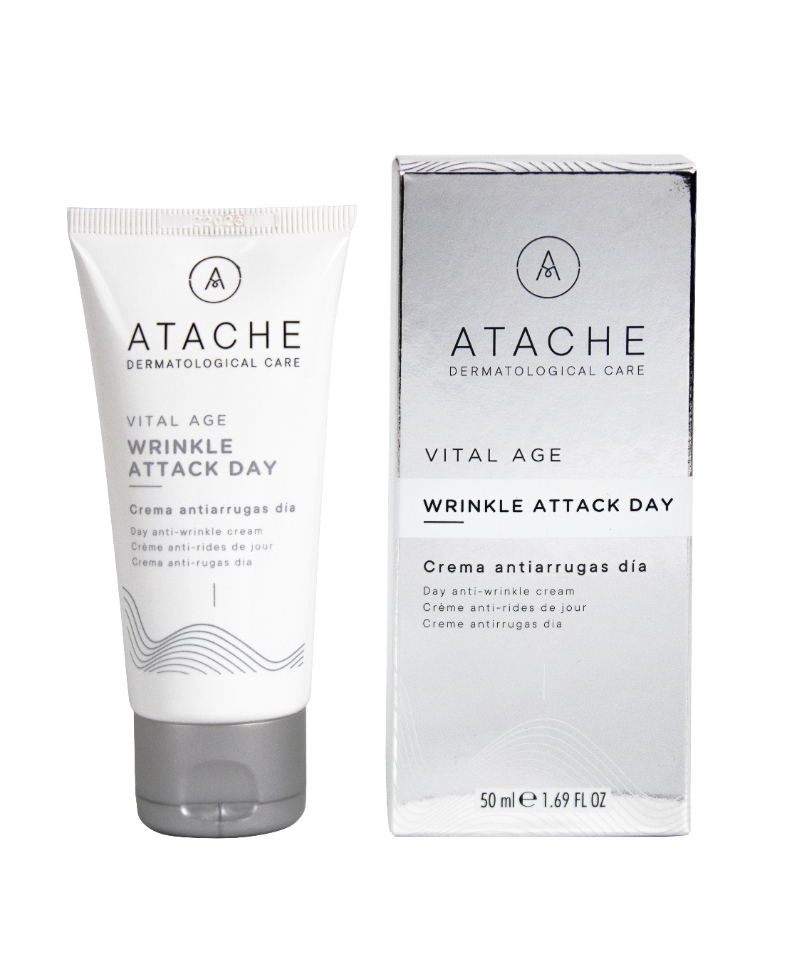 ATACHE
DERMATOLOGICAL CARE
VITAL AGE
WRINKLE
ATTACK DAY
Crema antiarrugas día
Day anti-wrinkle cream
Crème anti-rides de jour
Crema anti-rugas dia
ATACHE
DERMATOLOGICAL CARE
VITAL AGE
WRINKLE ATTACK DAY
Crema antiarrugas día
Day anti-wrinkle cream
Crème anti-rides de jour
Creme antirrugas dia
50 ml ℮ 1.69 FL OZ